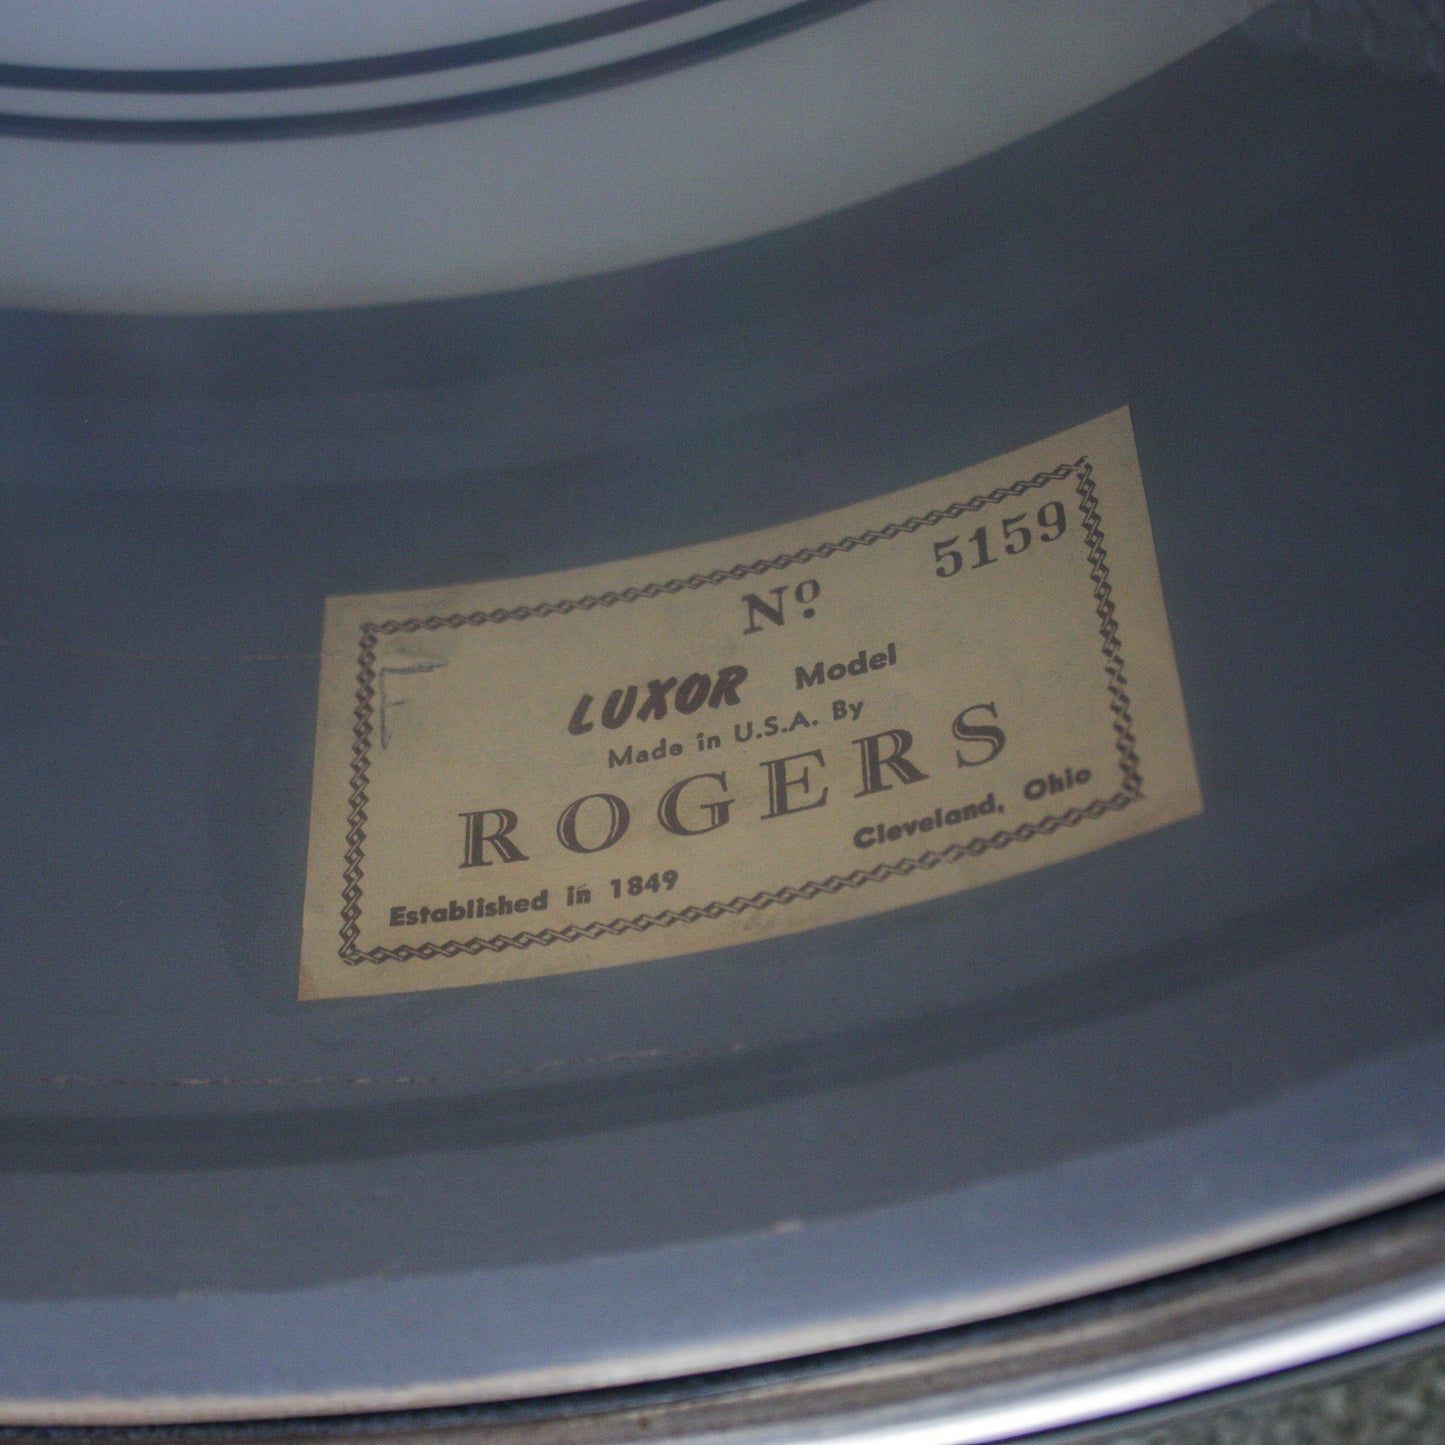 Nº 5159
F
LUXOR Model
Made in U.S.A. By
ROGERS
Established in 1849 Cleveland, Ohio